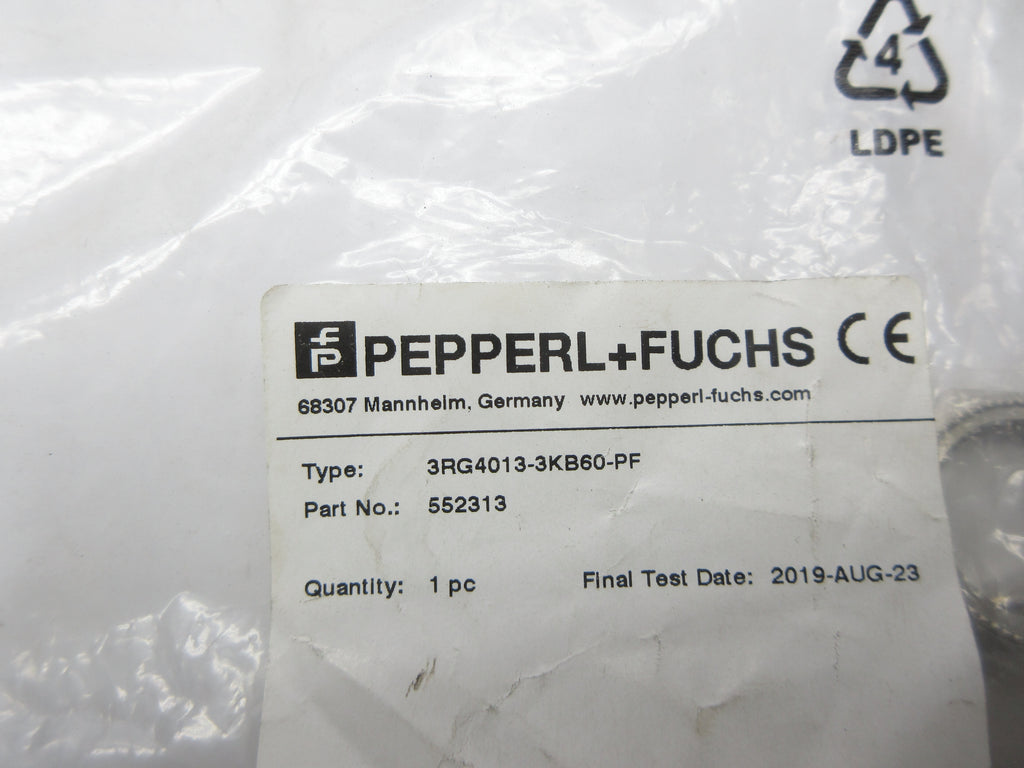 4
LDPE
PEPPERL+FUCHS CE
68307 Mannheim, Germany www.pepperl-fuchs.com
Type: 3RG4013-3KB60-PF
Part No.: 552313
Quantity: 1 pc Final Test Date: 2019-AUG-23